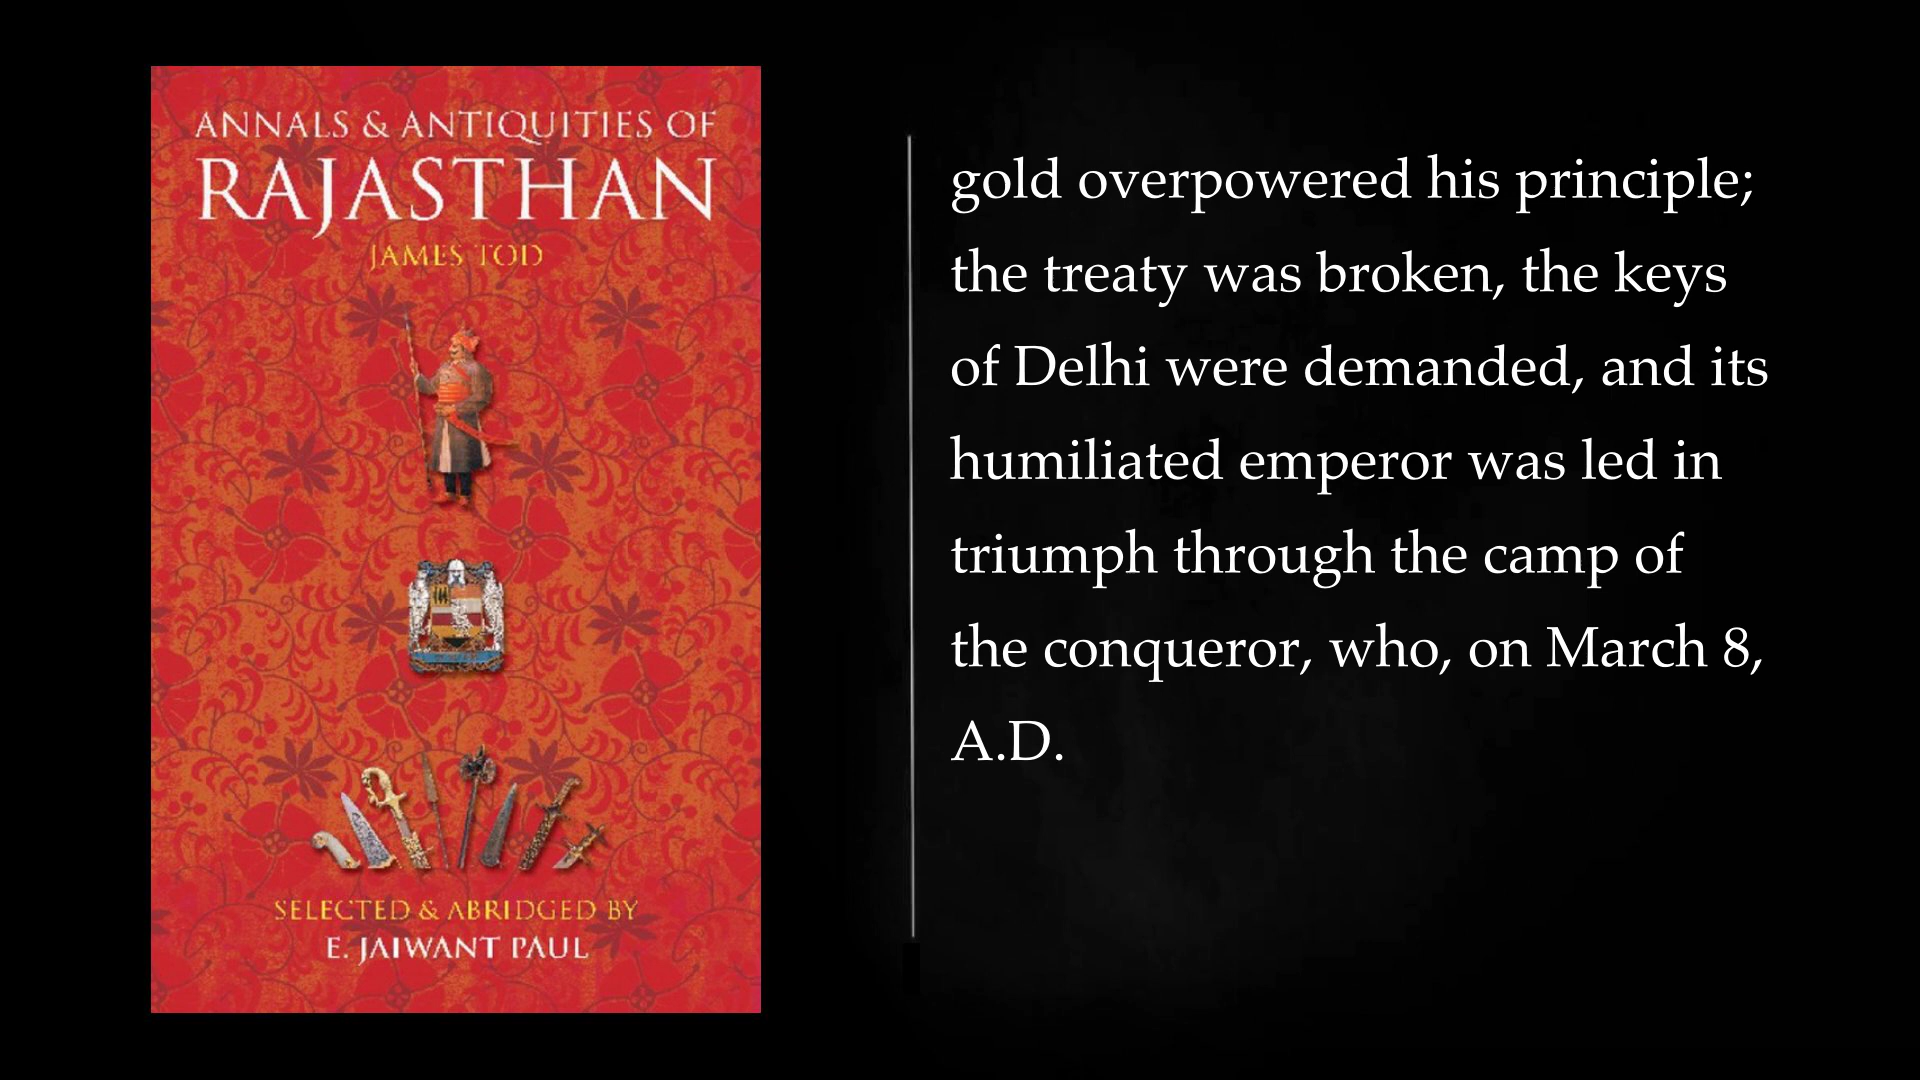 ANNALS & ANTIQUITIES OF
RAJASTHAN
JAMES TOD
SELECTED & ABRIDGED BY
E. JAIWANT PAUL
gold overpowered his principle;
the treaty was broken, the keys
of Delhi were demanded, and its
humiliated emperor was led in
triumph through the camp of
the conqueror, who, on March 8,
A.D.